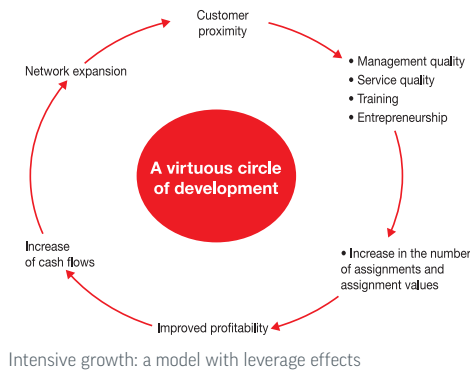 Customer
proximity
• Management quality
• Service quality
• Training
• Entrepreneurship
• Increase in the number
of assignments and
assignment values
Improved profitability
Increase
of cash flows
Network expansion
A virtuous circle
of development
Intensive growth: a model with leverage effects